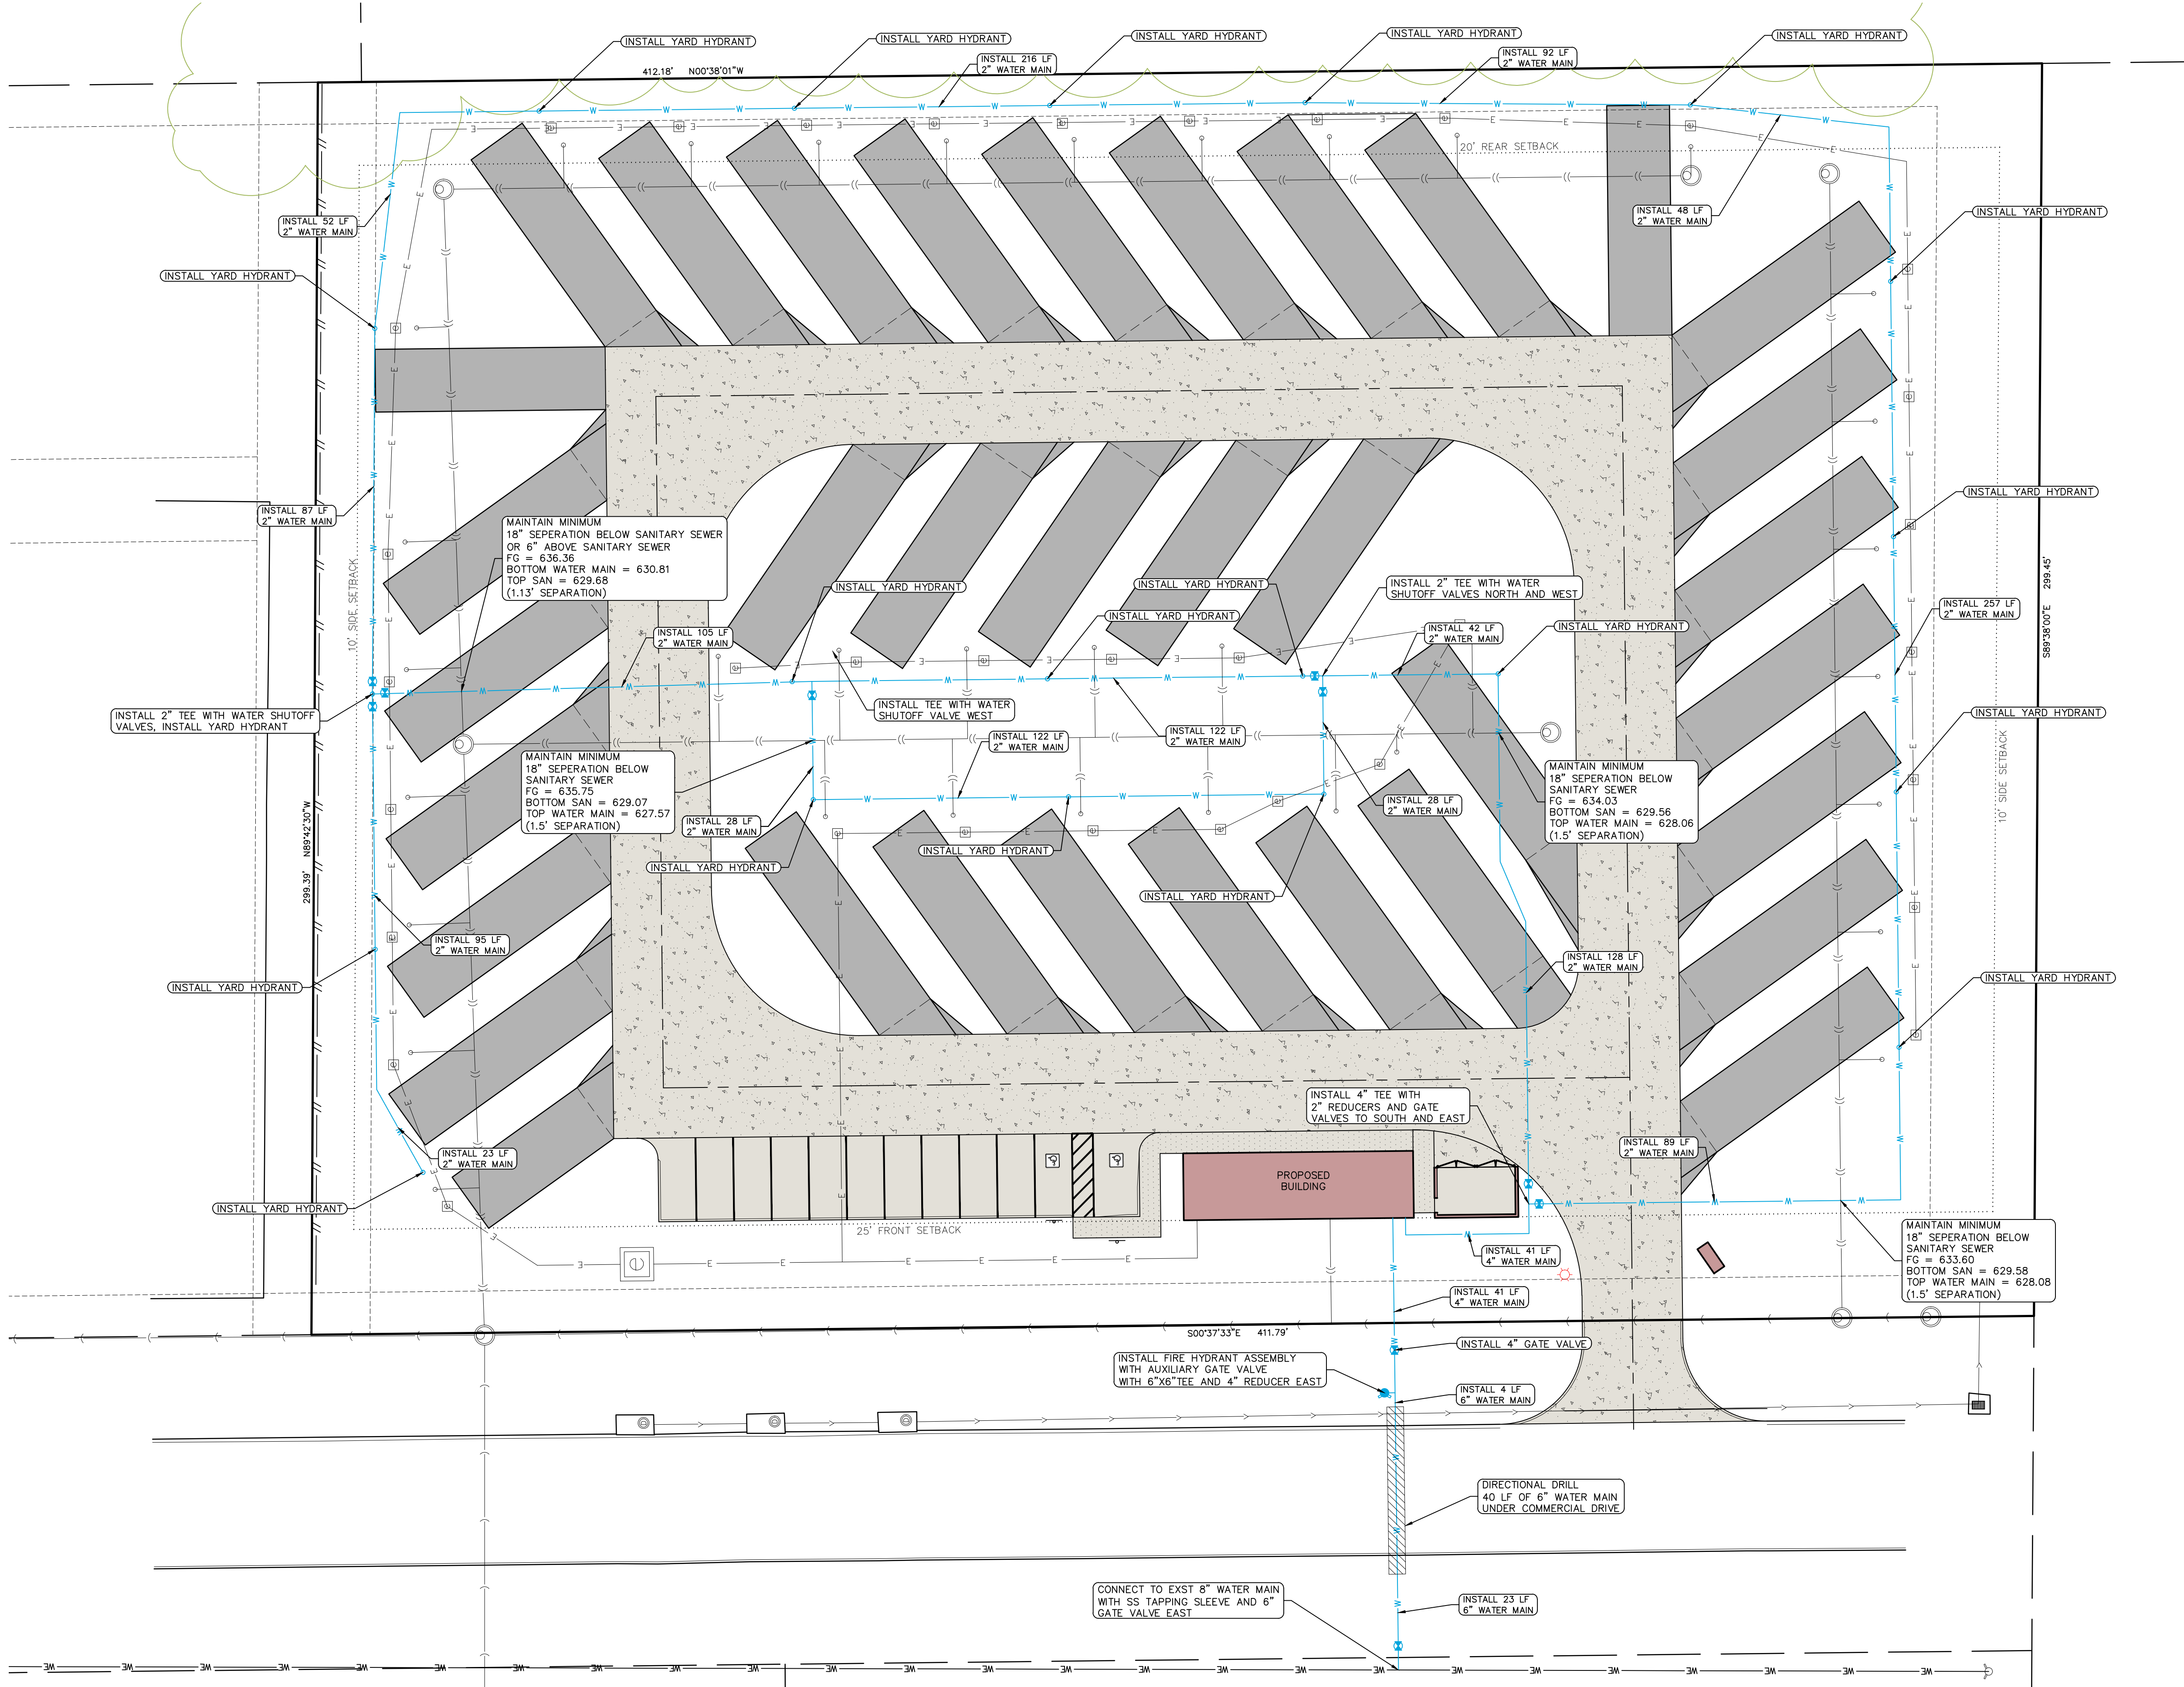 INSTALL YARD HYDRANT
INSTALL YARD HYDRANT
INSTALL YARD HYDRANT
INSTALL YARD HYDRANT
INSTALL YARD HYDRANT
412.18'  N00°38'01"W
INSTALL 216 LF
2" WATER MAIN
INSTALL 92 LF
2" WATER MAIN
20' REAR SETBACK
INSTALL 52 LF
2" WATER MAIN
INSTALL 48 LF
2" WATER MAIN
INSTALL YARD HYDRANT
INSTALL YARD HYDRANT
INSTALL YARD HYDRANT
INSTALL 87 LF
2" WATER MAIN
MAINTAIN MINIMUM
18" SEPERATION BELOW SANITARY SEWER
OR 6" ABOVE SANITARY SEWER
FG = 636.36
BOTTOM WATER MAIN = 630.81
TOP SAN = 629.68
(1.13' SEPARATION)
10' SIDE SETBACK
INSTALL YARD HYDRANT
INSTALL YARD HYDRANT
INSTALL YARD HYDRANT
INSTALL 2" TEE WITH WATER
SHUTOFF VALVES NORTH AND WEST
S89°38'00"E  299.45'
INSTALL 257 LF
2" WATER MAIN
INSTALL 105 LF
2" WATER MAIN
INSTALL 42 LF
2" WATER MAIN
INSTALL YARD HYDRANT
INSTALL 2" TEE WITH WATER SHUTOFF
VALVES, INSTALL YARD HYDRANT
INSTALL TEE WITH WATER
SHUTOFF VALVE WEST
INSTALL YARD HYDRANT
INSTALL 122 LF
2" WATER MAIN
INSTALL 122 LF
2" WATER MAIN
10' SIDE SETBACK
MAINTAIN MINIMUM
18" SEPERATION BELOW
SANITARY SEWER
FG = 635.75
BOTTOM SAN = 629.07
TOP WATER MAIN = 627.57
(1.5' SEPARATION)
MAINTAIN MINIMUM
18" SEPERATION BELOW
SANITARY SEWER
FG = 634.03
BOTTOM SAN = 629.56
TOP WATER MAIN = 628.06
(1.5' SEPARATION)
299.39'  N89°42'30"W
INSTALL 28 LF
2" WATER MAIN
INSTALL 28 LF
2" WATER MAIN
INSTALL YARD HYDRANT
INSTALL YARD HYDRANT
INSTALL YARD HYDRANT
INSTALL 95 LF
2" WATER MAIN
INSTALL 128 LF
2" WATER MAIN
INSTALL YARD HYDRANT
INSTALL YARD HYDRANT
INSTALL 4" TEE WITH
2" REDUCERS AND GATE
VALVES TO SOUTH AND EAST
INSTALL 89 LF
2" WATER MAIN
INSTALL 23 LF
2" WATER MAIN
PROPOSED
BUILDING
INSTALL YARD HYDRANT
25' FRONT SETBACK
MAINTAIN MINIMUM
18" SEPERATION BELOW
SANITARY SEWER
FG = 633.60
BOTTOM SAN = 629.58
TOP WATER MAIN = 628.08
(1.5' SEPARATION)
INSTALL 41 LF
4" WATER MAIN
INSTALL 41 LF
4" WATER MAIN
S00°37'33"E  411.79'
INSTALL 4" GATE VALVE
INSTALL FIRE HYDRANT ASSEMBLY
WITH AUXILIARY GATE VALVE
WITH 6"X6"TEE AND 4" REDUCER EAST
INSTALL 4 LF
6" WATER MAIN
DIRECTIONAL DRILL
40 LF OF 6" WATER MAIN
UNDER COMMERCIAL DRIVE
CONNECT TO EXST 8" WATER MAIN
WITH SS TAPPING SLEEVE AND 6"
GATE VALVE EAST
INSTALL 23 LF
6" WATER MAIN